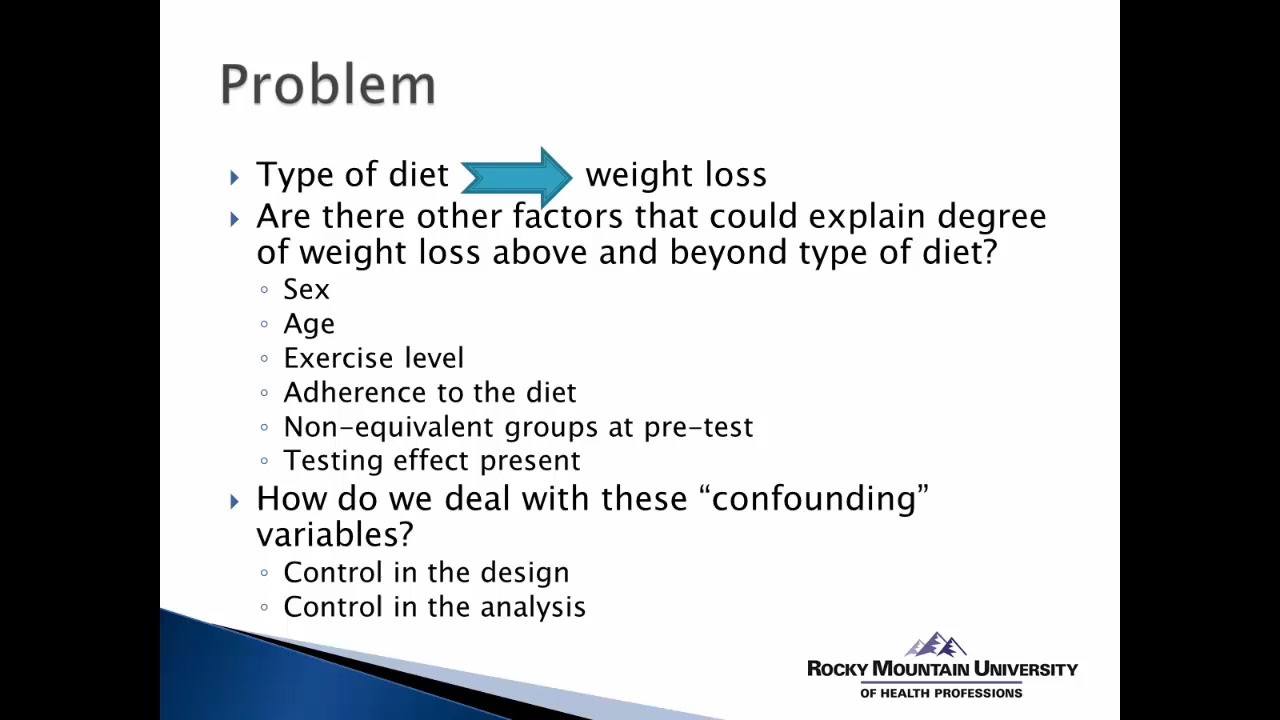 Problem
Type of diet weight loss
Are there other factors that could explain degree
of weight loss above and beyond type of diet?
Sex
Age
Exercise level
Adherence to the diet
Non-equivalent groups at pre-test
Testing effect present
How do we deal with these “confounding”
variables?
Control in the design
Control in the analysis
ROCKY MOUNTAIN UNIVERSITY
OF HEALTH PROFESSIONS